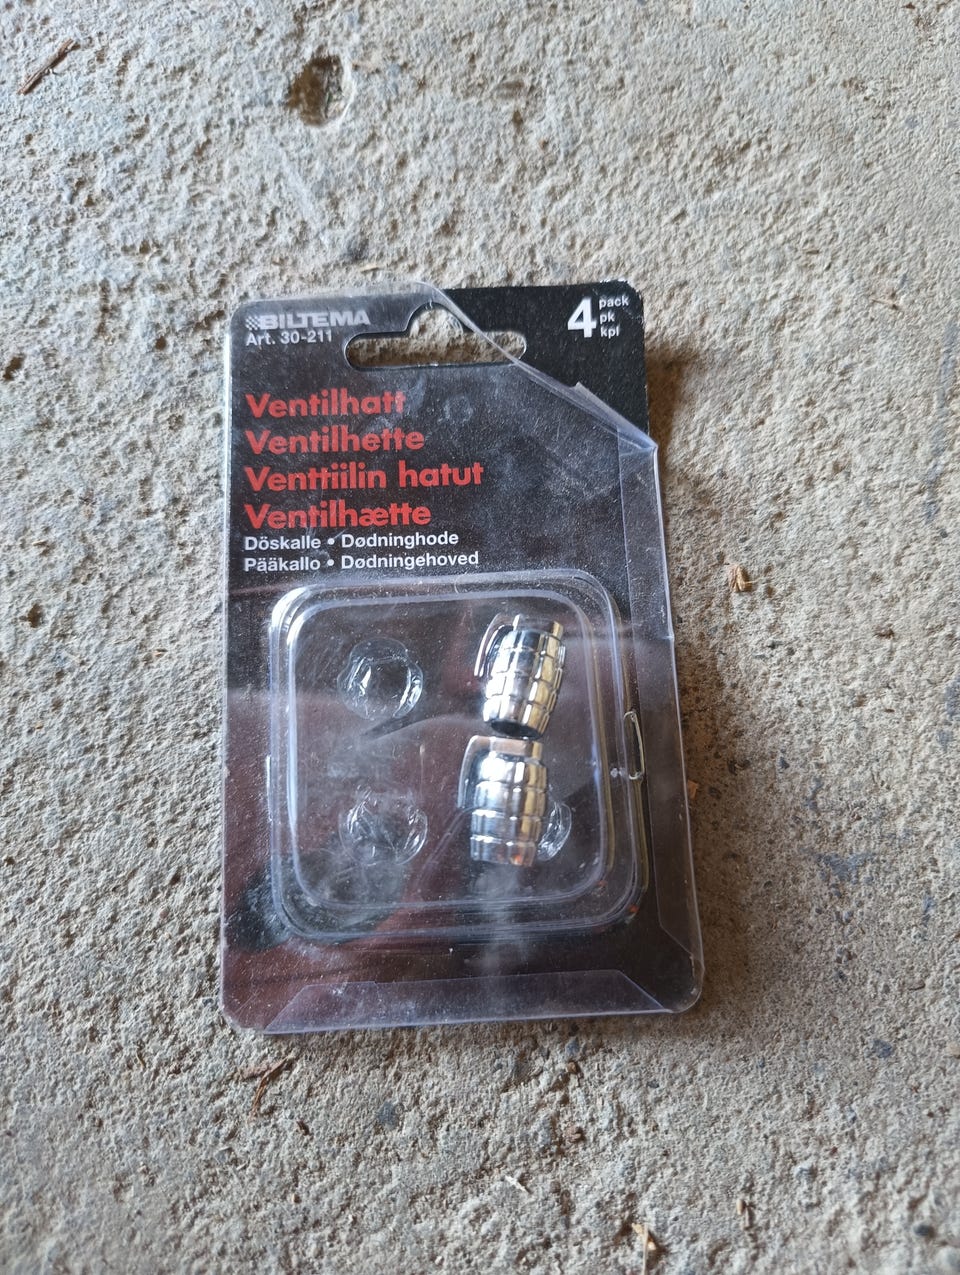 BILTEMA
Art. 30-211
4 pack
pk
kpl
Ventilhatt
Ventilhette
Venttiilin hatut
Ventilhætte
Döskalle • Dødninghode
Pääkallo • Dødningehoved